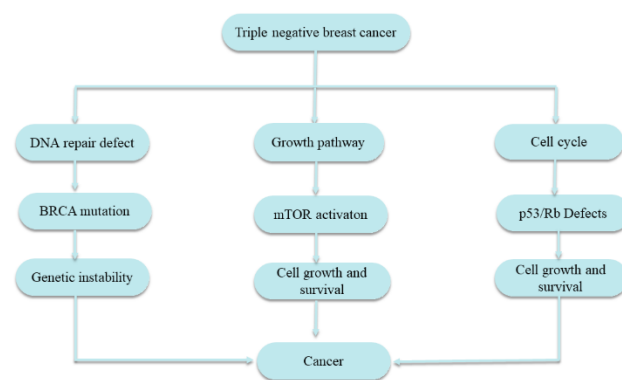 Triple negative breast cancer
DNA repair defect
Growth pathway
Cell cycle
BRCA mutation
mTOR activaton
p53/Rb Defects
Genetic instability
Cell growth and
survival
Cell growth and
survival
Cancer